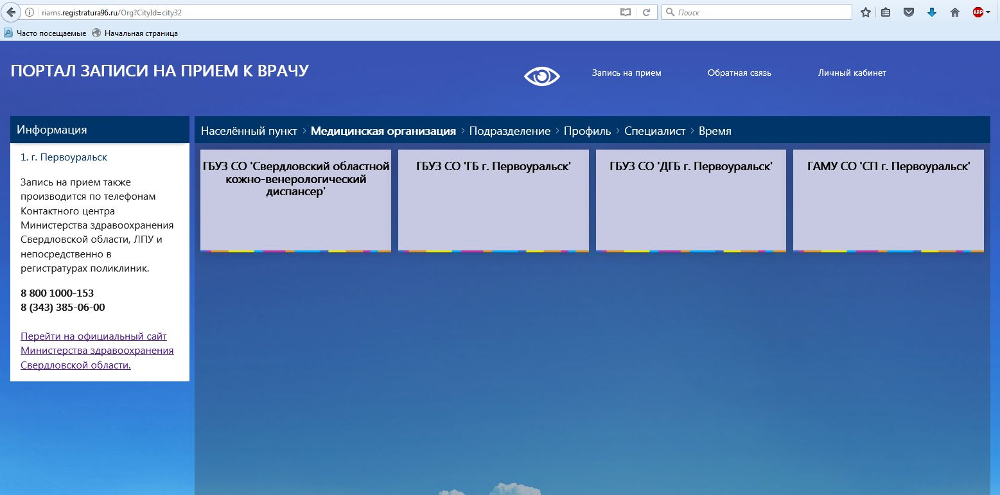 riams.registratura96.ru/Org?CityId=city32
Поиск
ABP
Часто посещаемые
Начальная страница
ПОРТАЛ ЗАПИСИ НА ПРИЕМ К ВРАЧУ
Запись на прием
Обратная связь
Личный кабинет
Информация
1. г. Первоуральск
Запись на прием также
производится по телефонам
Контактного центра
Министерства здравоохранения
Свердловской области, ЛПУ и
непосредственно в
регистратурах поликлиник.
8 800 1000-153
8 (343) 385-06-00
Перейти на официальный сайт
Министерства здравоохранения
Свердловской области.
Населённый пункт › Медицинская организация › Подразделение › Профиль › Специалист › Время
ГБУЗ СО 'Свердловский областной
кожно-венерологический
диспансер'
ГБУЗ СО 'ГБ г. Первоуральск'
ГБУЗ СО 'ДГБ г. Первоуральск'
ГАМУ СО 'СП г. Первоуральск'